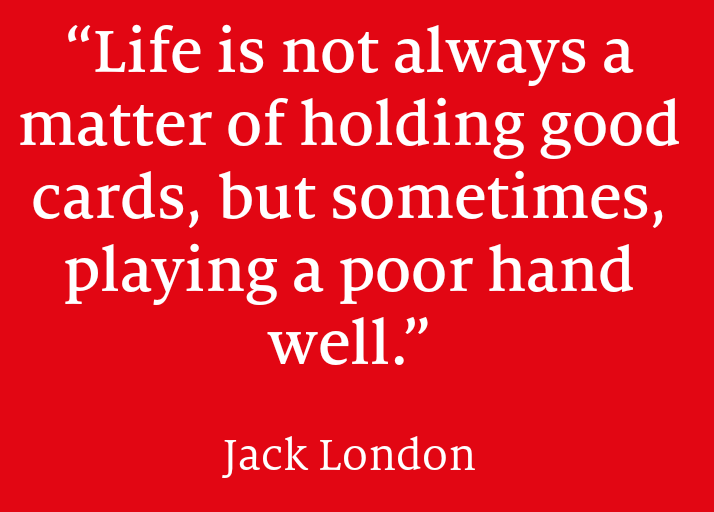 “Life is not always a
matter of holding good
cards, but sometimes,
playing a poor hand
well.”
Jack London